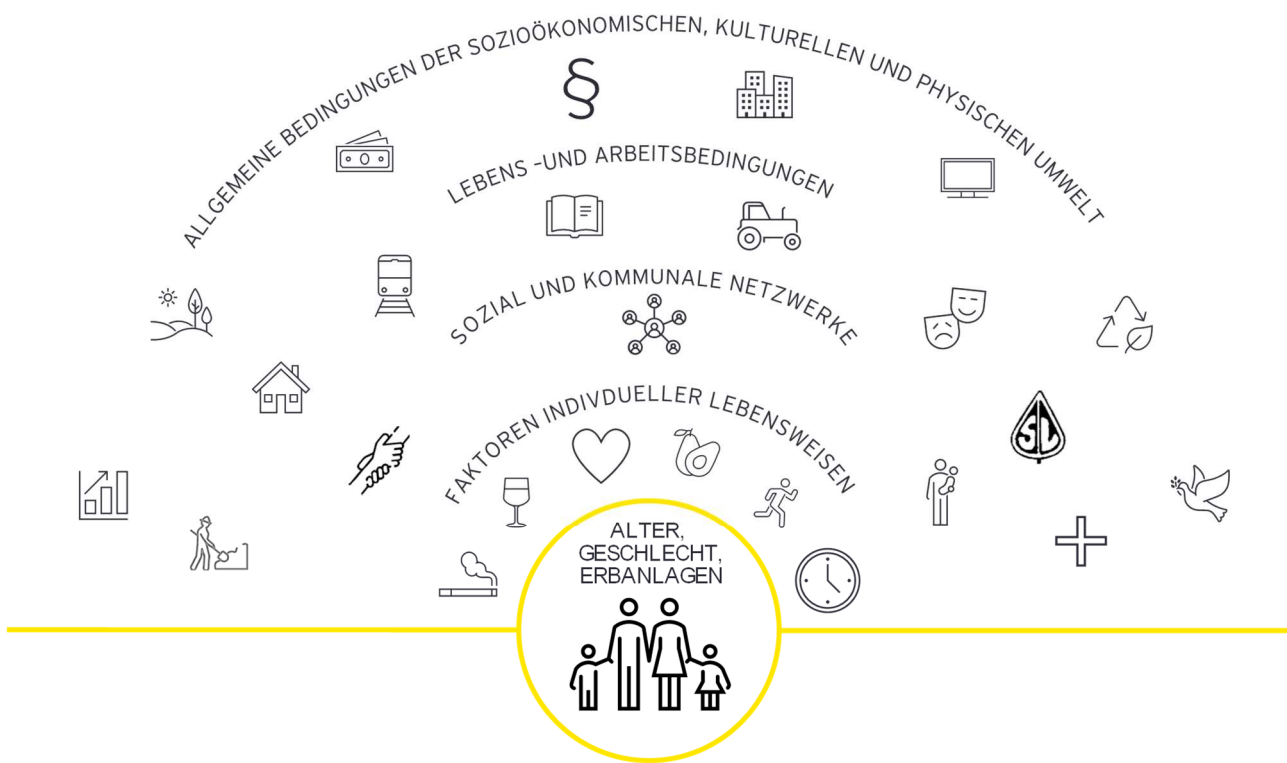 ALLGEMEINE BEDINGUNGEN DER SOZIOÖKONOMISCHEN, KULTURELLEN UND PHYSISCHEN UMWELT
§
LEBENS -UND ARBEITSBEDINGUNGEN
SOZIAL UND KOMMUNALE NETZWERKE
FAKTOREN INDIVDUELLER LEBENSWEISEN
SL
ALTER,
GESCHLECHT,
ERBANLAGEN